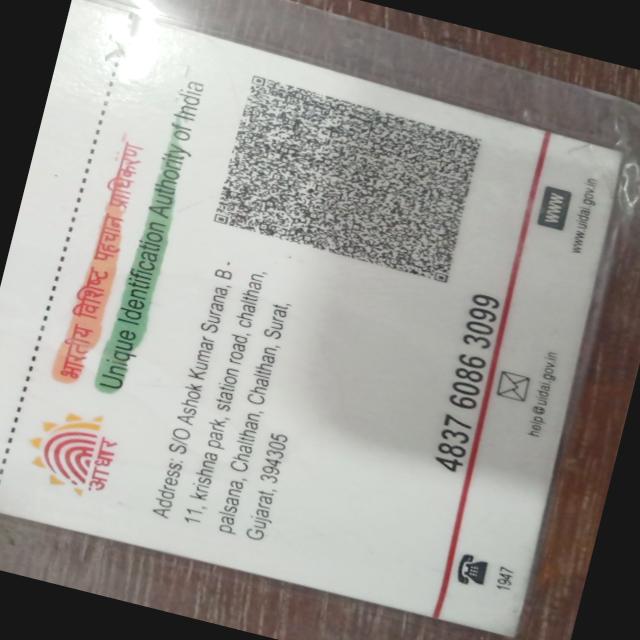 भारतीय विशिष्ट पहचान प्राधिकरण
Unique Identification Authority of India
आधार
Address: S/O Ashok Kumar Surana, B -
11, krishna park, station road, chalthan,
palsana, Chalthan, Chalthan, Surat,
Gujarat, 394305
4837 6086 3099
1947
help@uidai.gov.in
WWW
www.uidai.gov.in